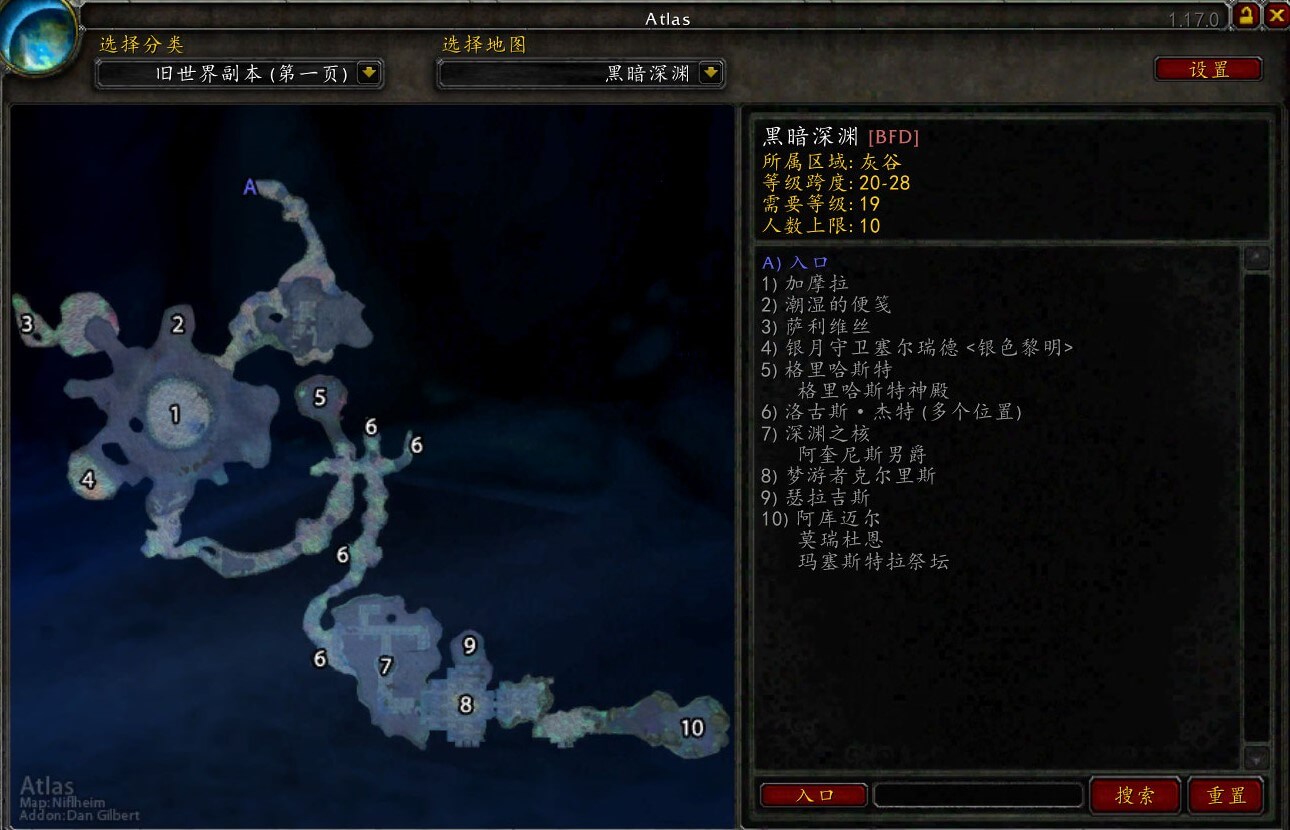 Atlas
1.17.0
选择分类
选择地图
旧世界副本(第一页)
黑暗深渊
设置
黑暗深渊 [BFD]
所属区域: 灰谷
等级跨度: 20-28
需要等级: 19
人数上限: 10
A) 入口
1) 加摩拉
2) 潮湿的便笺
3) 萨利维丝
4) 银月守卫塞尔瑞德 <银色黎明>
5) 格里哈斯特
格里哈斯特神殿
6) 洛古斯·杰特 (多个位置)
7) 深渊之核
阿奎尼斯男爵
8) 梦游者克尔里斯
9) 瑟拉吉斯
10) 阿库迈尔
莫瑞杜恩
玛塞斯特拉祭坛
A
3
2
1
5
6
6
4
6
6
7
9
8
10
Atlas
Map:Niflheim
Addon:Dan Gilbert
入口
搜索
重置